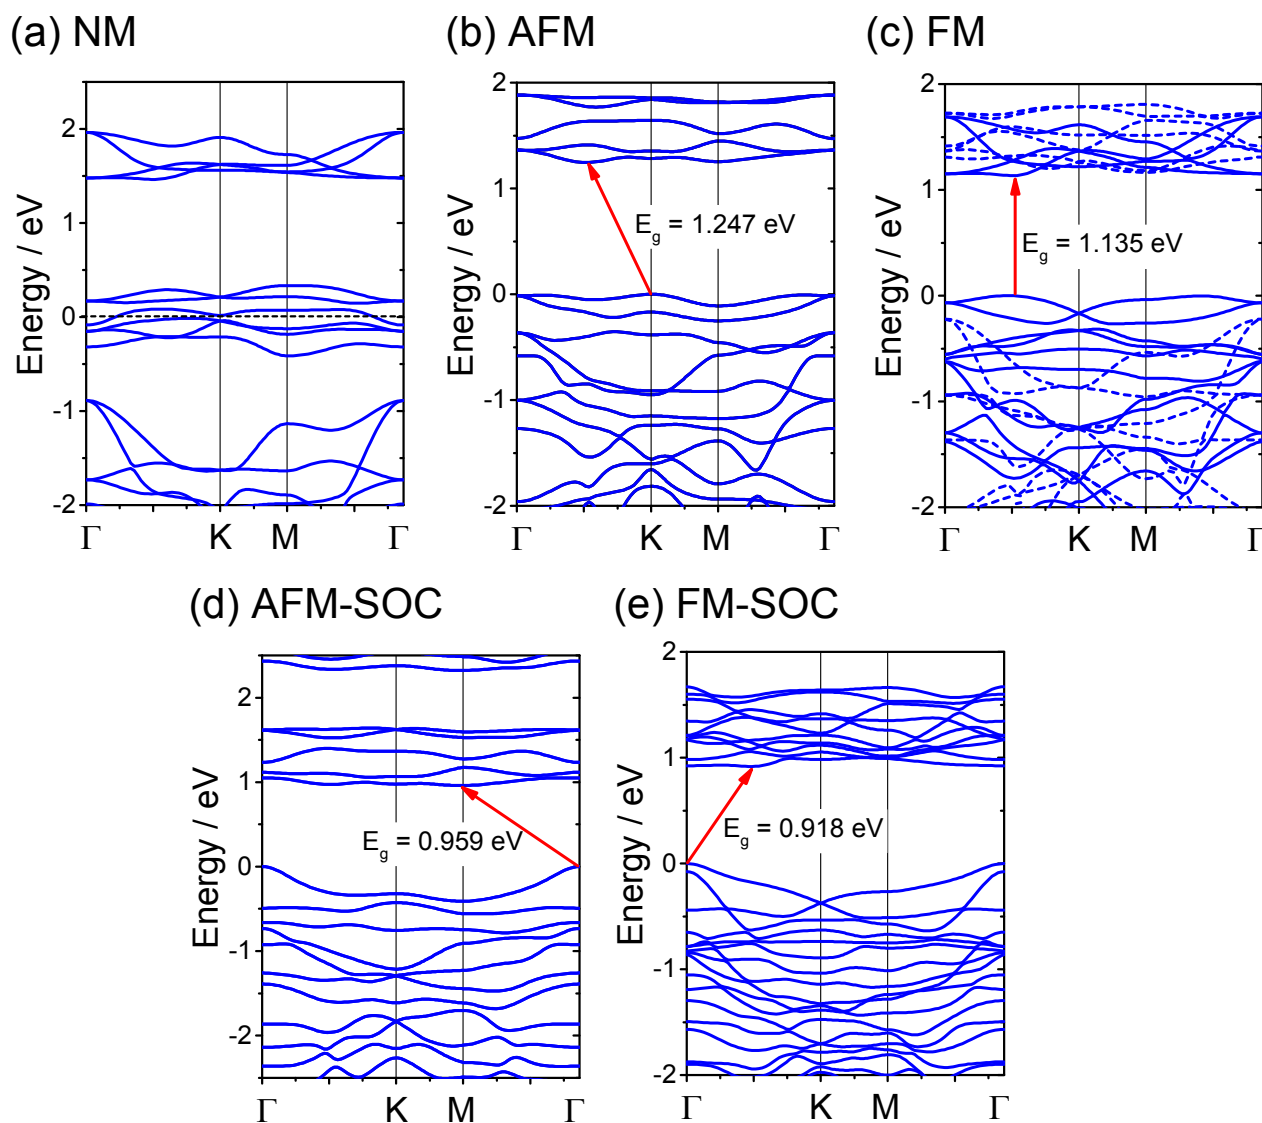 (a) NM
(b) AFM
(c) FM
Energy / eV
2
1
0
-1
-2
Γ K M Γ
Energy / eV
2
1
0
-1
-2
E_g = 1.247 eV
Γ K M Γ
Energy / eV
2
1
0
-1
-2
E_g = 1.135 eV
Γ K M Γ
(d) AFM-SOC
(e) FM-SOC
Energy / eV
2
1
0
-1
-2
E_g = 0.959 eV
Γ K M Γ
Energy / eV
2
1
0
-1
-2
E_g = 0.918 eV
Γ K M Γ